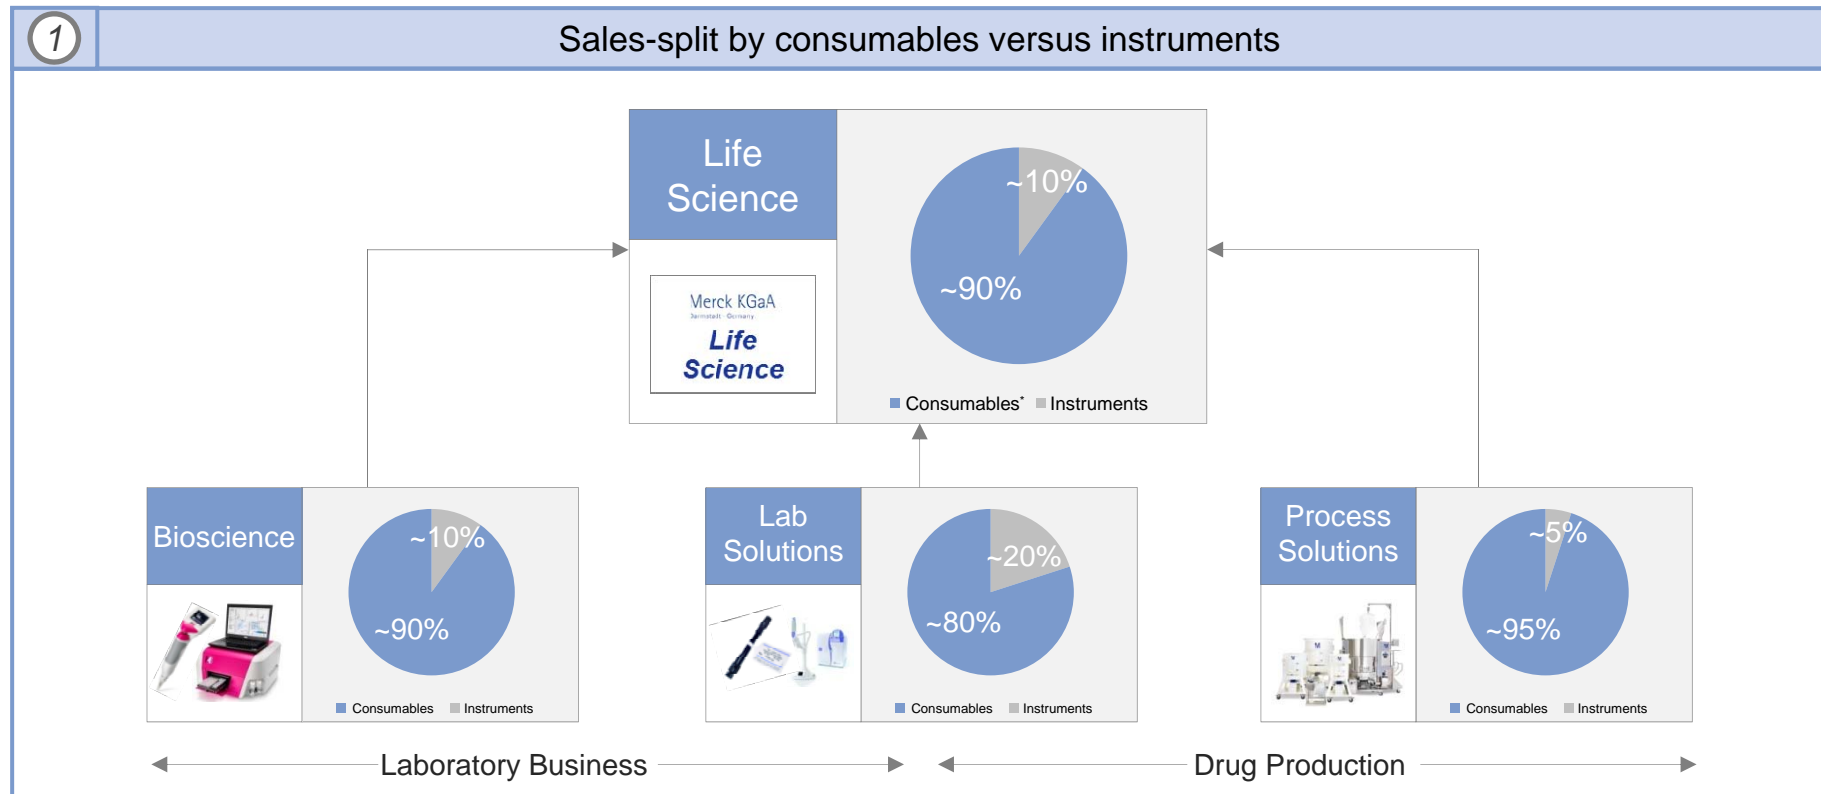 1
Sales-split by consumables versus instruments
Life
Science
Merck KGaA
Darmstadt · Germany
Life
Science
~10%
~90%
Consumables* Instruments
Bioscience
~10%
~90%
Consumables Instruments
Lab
Solutions
~20%
~80%
Consumables Instruments
Process
Solutions
~5%
~95%
Consumables Instruments
Laboratory Business
Drug Production